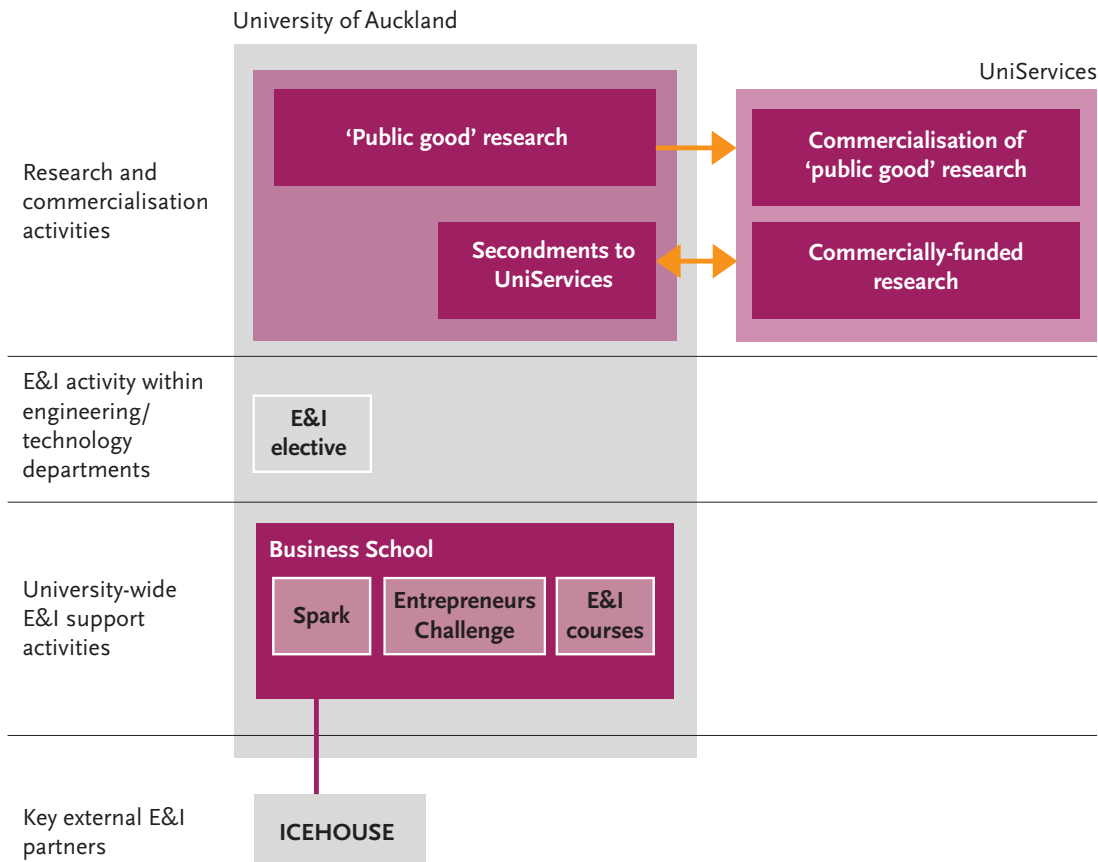 University of Auckland
UniServices
Research and
commercialisation
activities
‘Public good’ research
Commercialisation of
‘public good’ research
Secondments to
UniServices
Commercially-funded
research
E&I activity within
engineering/
technology
departments
E&I
elective
University-wide
E&I support
activities
Business School
Spark
Entrepreneurs
Challenge
E&I
courses
Key external E&I
partners
ICEHOUSE